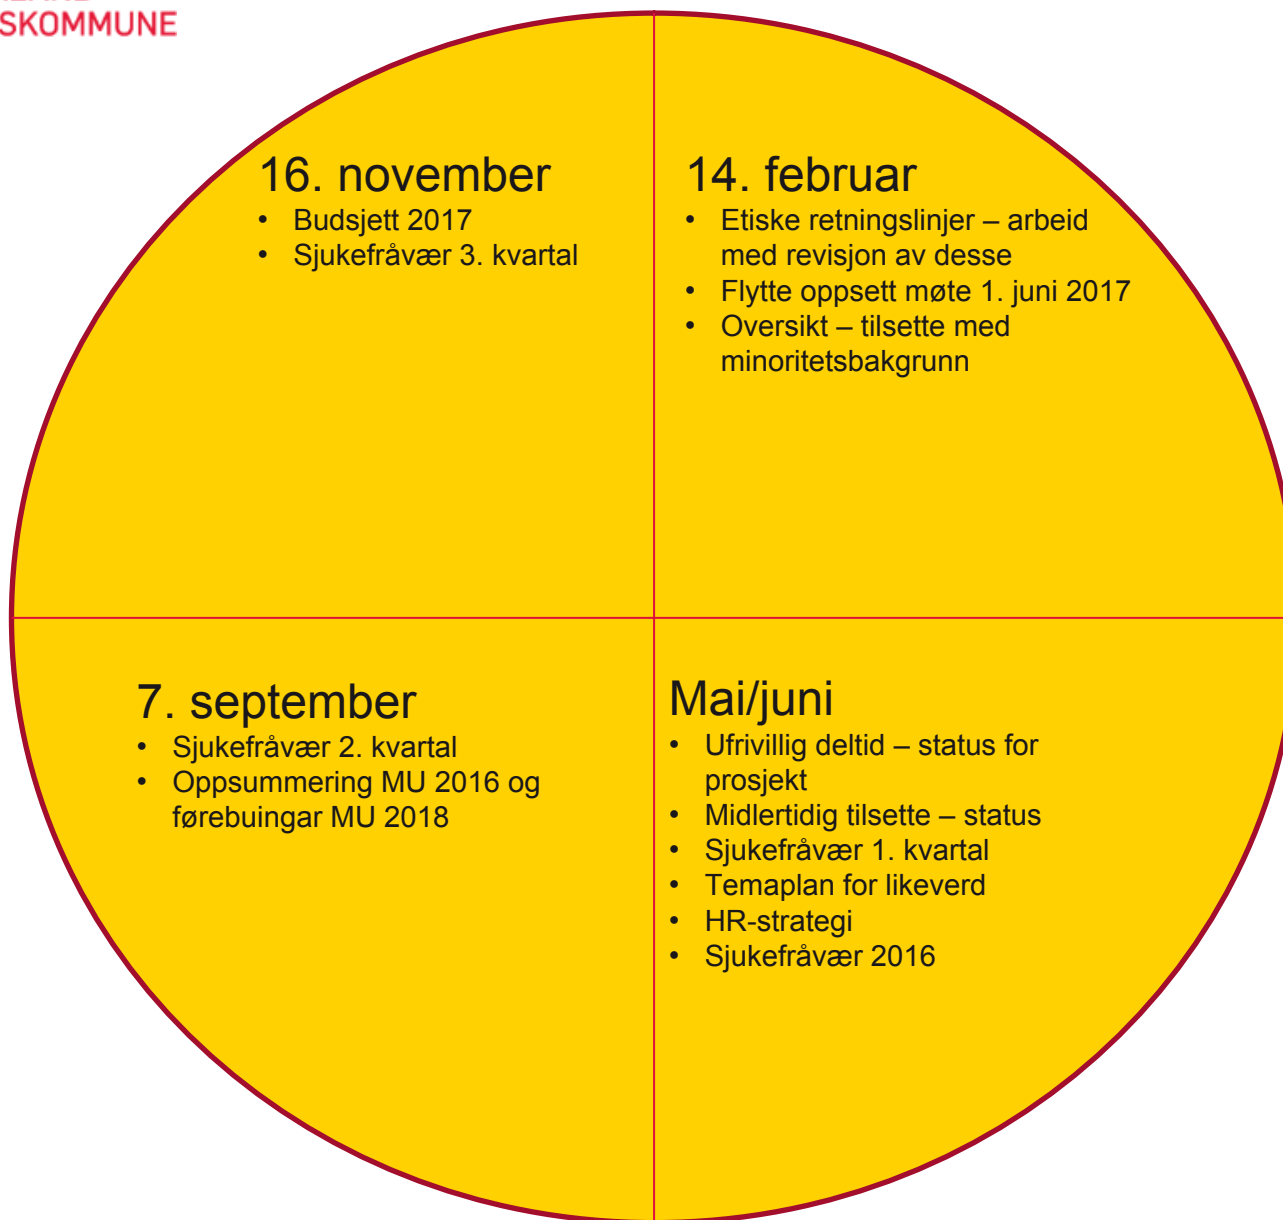 SKOMMUNE
16. november
• Budsjett 2017
• Sjukefråvær 3. kvartal
14. februar
• Etiske retningslinjer – arbeid
med revisjon av desse
• Flytte oppsett møte 1. juni 2017
• Oversikt – tilsette med
minoritetsbakgrunn
7. september
• Sjukefråvær 2. kvartal
• Oppsummering MU 2016 og
førebuingar MU 2018
Mai/juni
• Ufrivillig deltid – status for
prosjekt
• Midlertidig tilsette – status
• Sjukefråvær 1. kvartal
• Temaplan for likeverd
• HR-strategi
• Sjukefråvær 2016